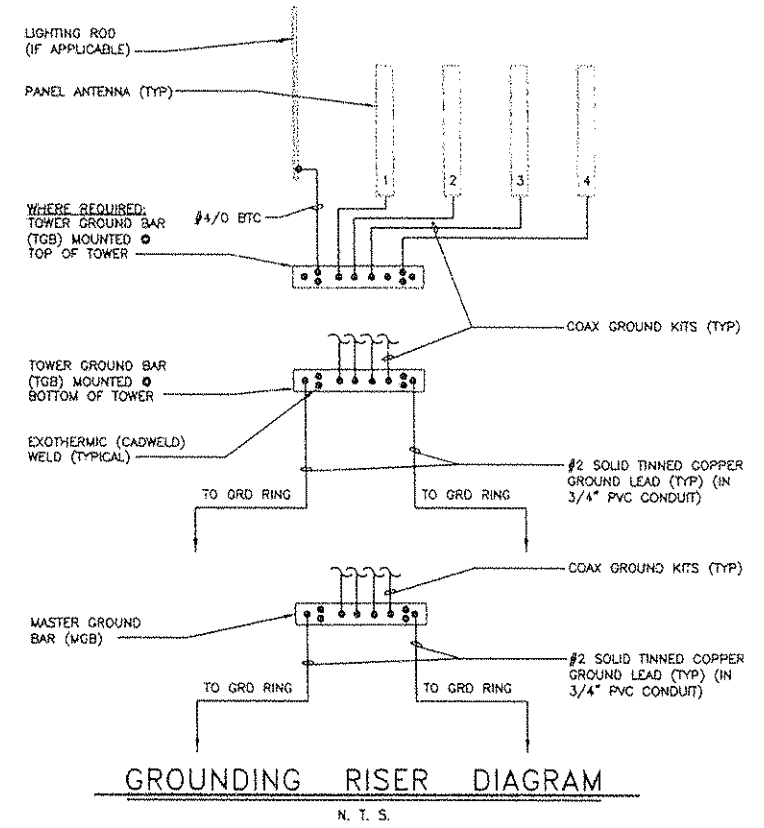 LIGHTING ROD
(IF APPLICABLE)
PANEL ANTENNA (TYP)
1
2
3
4
WHERE REQUIRED:
TOWER GROUND BAR
(TGB) MOUNTED @
TOP OF TOWER
#4/0 BTC
COAX GROUND KITS (TYP)
TOWER GROUND BAR
(TGB) MOUNTED @
BOTTOM OF TOWER
EXOTHERMIC (CADWELD)
WELD (TYPICAL)
#2 SOLID TINNED COPPER
GROUND LEAD (TYP) (IN
3/4" PVC CONDUIT)
TO GRD RING
TO GRD RING
COAX GROUND KITS (TYP)
MASTER GROUND
BAR (MGB)
#2 SOLID TINNED COPPER
GROUND LEAD (TYP) (IN
3/4" PVC CONDUIT)
TO GRD RING
TO GRD RING
GROUNDING RISER DIAGRAM
N. T. S.